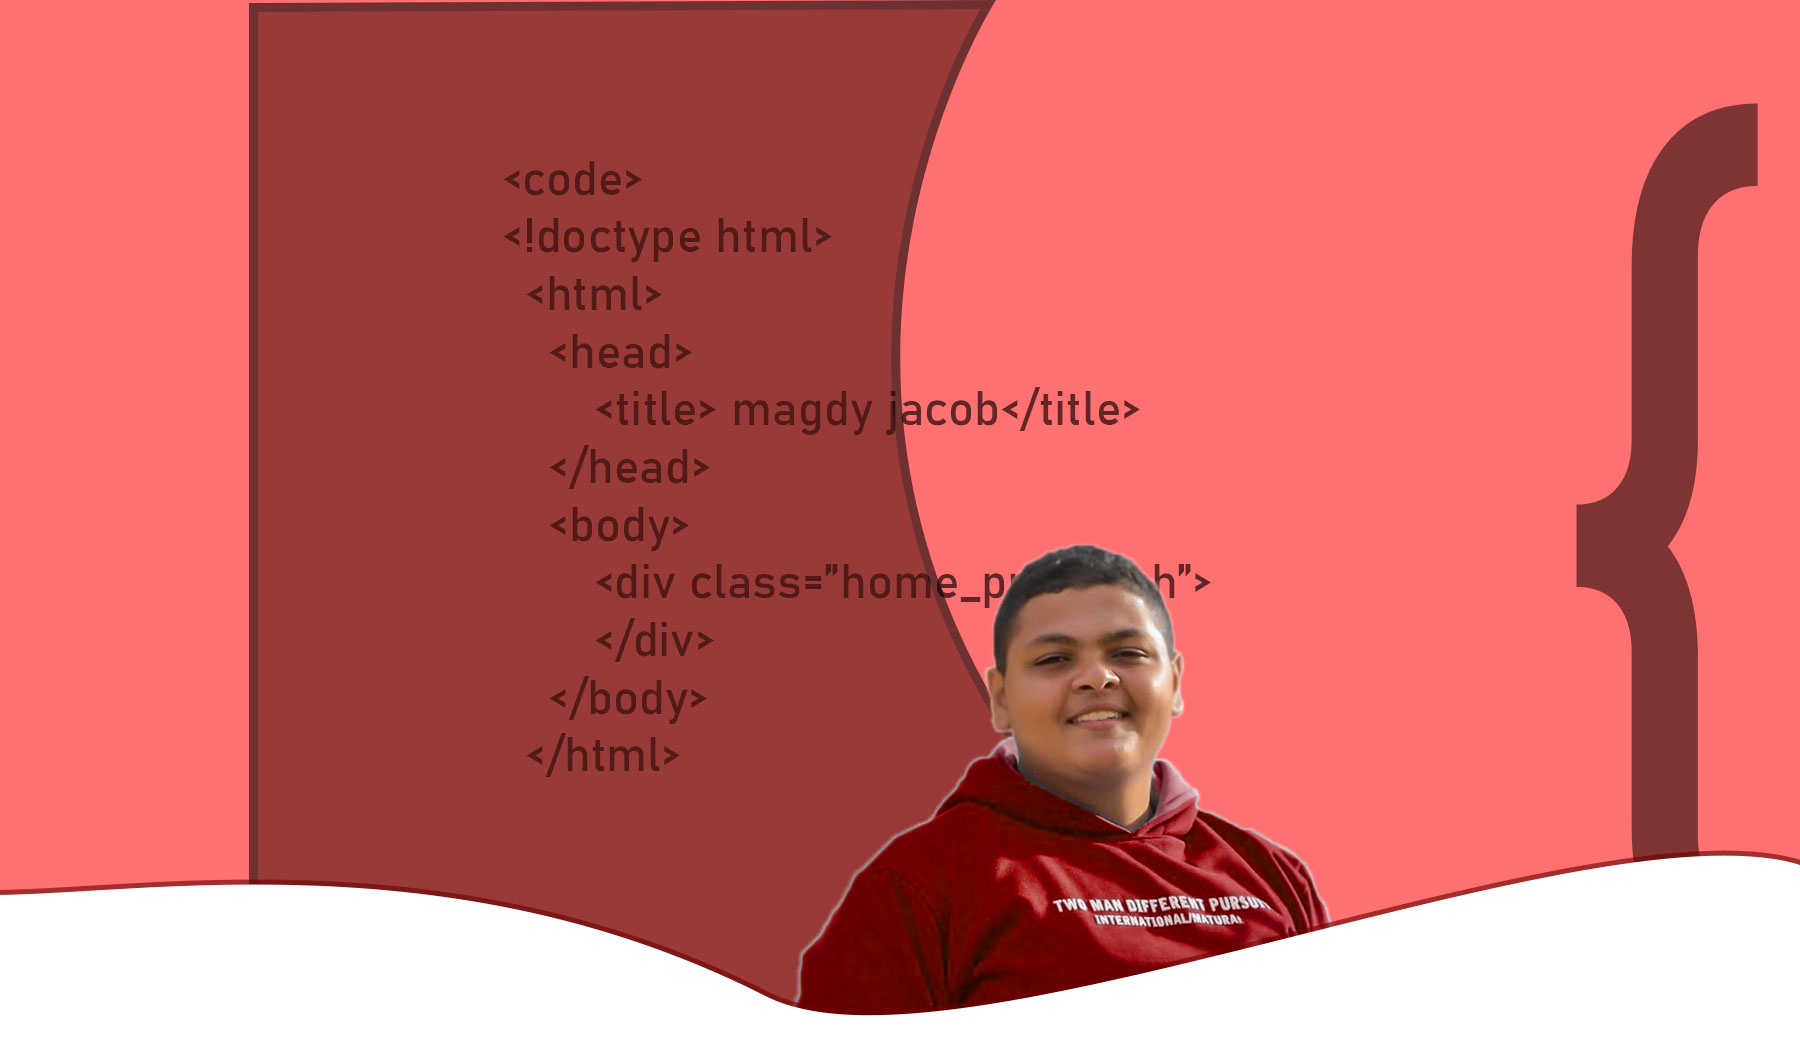 <code>
<!doctype html>
<html>
<head>
<title> magdy jacob</title>
</head>
<body>
<div class="home_p h">
</div>
</body>
</html>
{
TWO MAN DIFFERENT
INTERNATIONAL/NATURAL